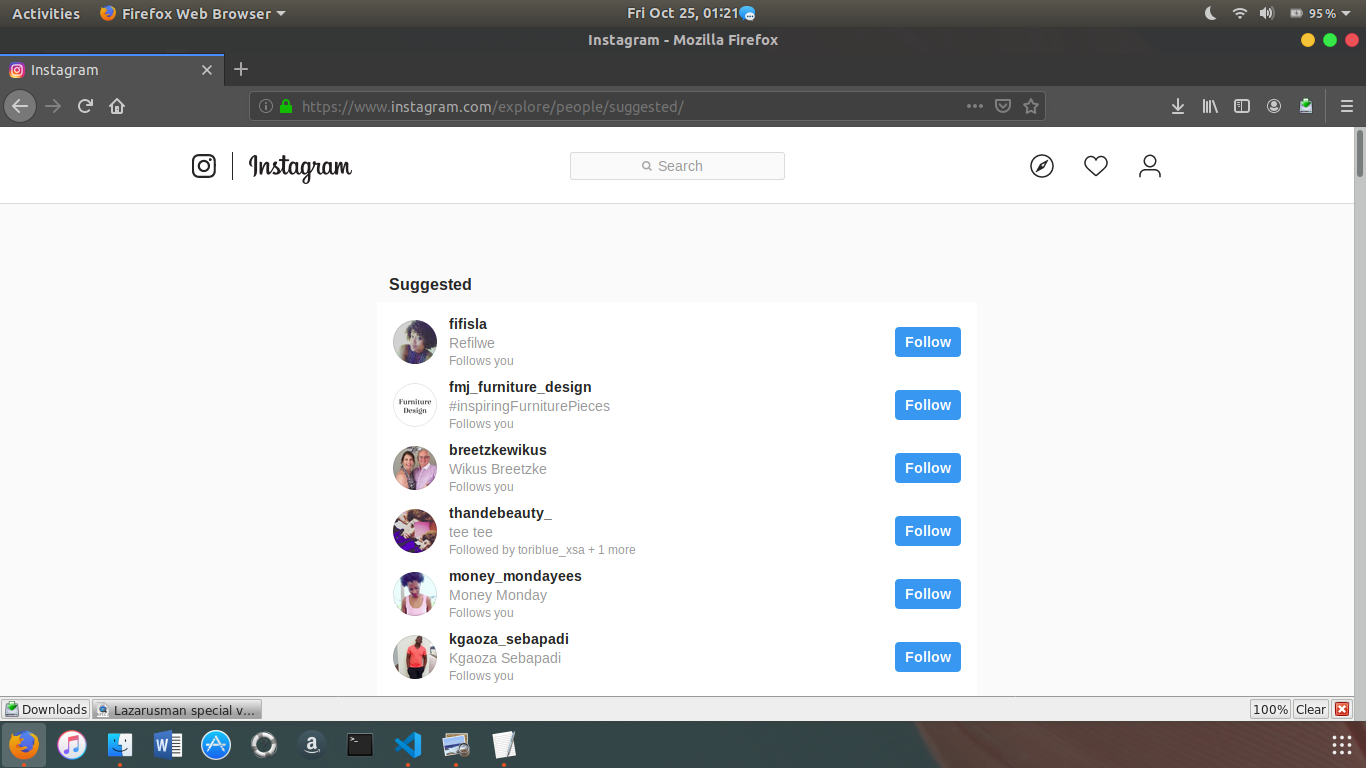 Activities
Firefox Web Browser
Fri Oct 25, 01:21
95%
Instagram - Mozilla Firefox
Instagram
https://www.instagram.com/explore/people/suggested/
Instagram
Search
Suggested
fifisla
Refilwe
Follows you
Follow
Furniture
Design
fmj_furniture_design
#inspiringFurniturePieces
Follows you
Follow
breetzkewikus
Wikus Breetzke
Follows you
Follow
thandebeauty_
tee tee
Followed by toriblue_xsa + 1 more
Follow
money_mondayees
Money Monday
Follows you
Follow
kgaoza_sebapadi
Kgaoza Sebapadi
Follows you
Follow
Downloads
Lazarusman special v...
100%
Clear